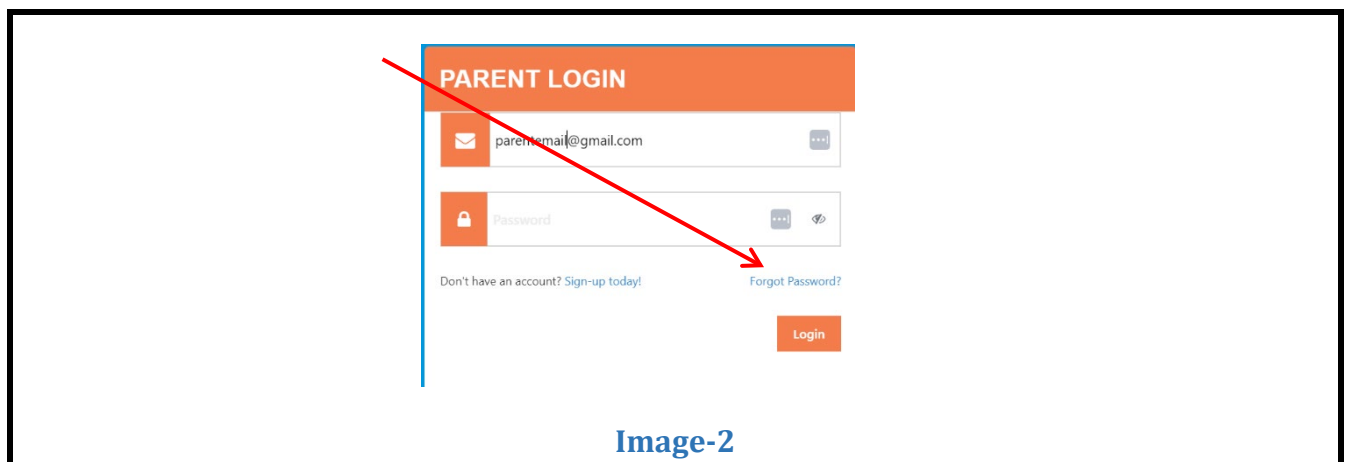 PARENT LOGIN
parentemail@gmail.com
Password
Don't have an account? Sign-up today! Forgot Password?
Login
Image-2